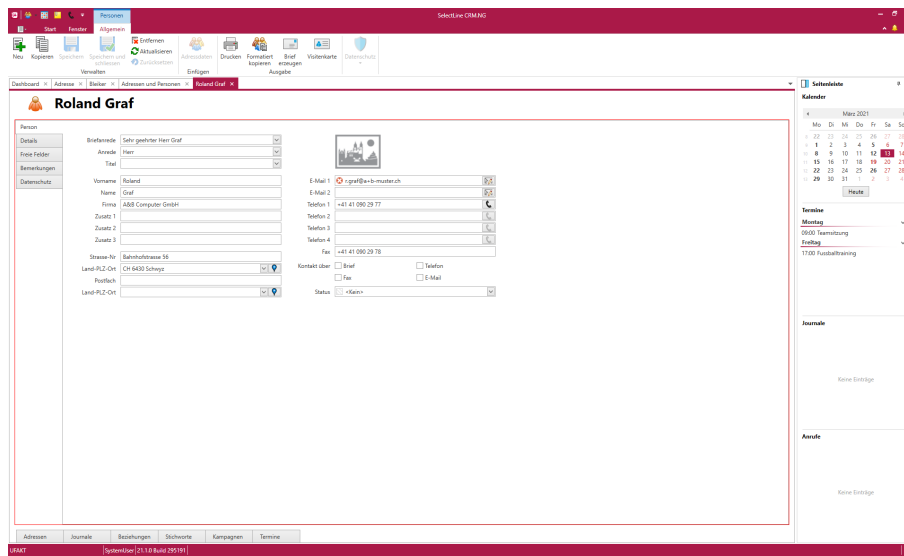 Personen
SelectLine CRM.NG
Start Fenster Allgemein
Neu Kopieren Speichern Speichern und schliessen Entfernen Aktualisieren Zurücksetzen Adressdaten Drucken Formatiert kopieren Brief erzeugen Visitenkarte Datenschutz
Verwalten Einfügen Ausgabe
Dashboard × Adresse × Bleiker × Adressen und Personen × Roland Graf ×
Roland Graf
Person
Details
Freie Felder
Bemerkungen
Datenschutz
Briefanrede Sehr geehrter Herr Graf
Anrede Herr
Titel
Vorname Roland
Name Graf
Firma A&B Computer GmbH
Zusatz 1
Zusatz 2
Zusatz 3
Strasse-Nr Bahnhofstrasse 56
Land-PLZ-Ort CH 6430 Schwyz
Postfach
Land-PLZ-Ort
E-Mail 1 r.graf@a+b-muster.ch
E-Mail 2
Telefon 1 +41 41 090 29 77
Telefon 2
Telefon 3
Telefon 4
Fax +41 41 090 29 78
Kontakt über Brief Telefon
Fax E-Mail
Status <Kein>
Adressen Journale Beziehungen Stichworte Kampagnen Termine
Seitenleiste
Kalender
März 2021
Mo Di Mi Do Fr Sa So
22 23 24 25 26 27 28
1 2 3 4 5 6 7
8 9 10 11 12 13 14
15 16 17 18 19 20 21
22 23 24 25 26 27 28
29 30 31 1 2 3 4
Heute
Termine
Montag
09:00 Teamsitzung
Freitag
17:00 Fussballtraining
Journale
Keine Einträge
Anrufe
Keine Einträge
UFAKT SystemUser 21.1.0 Build 295191